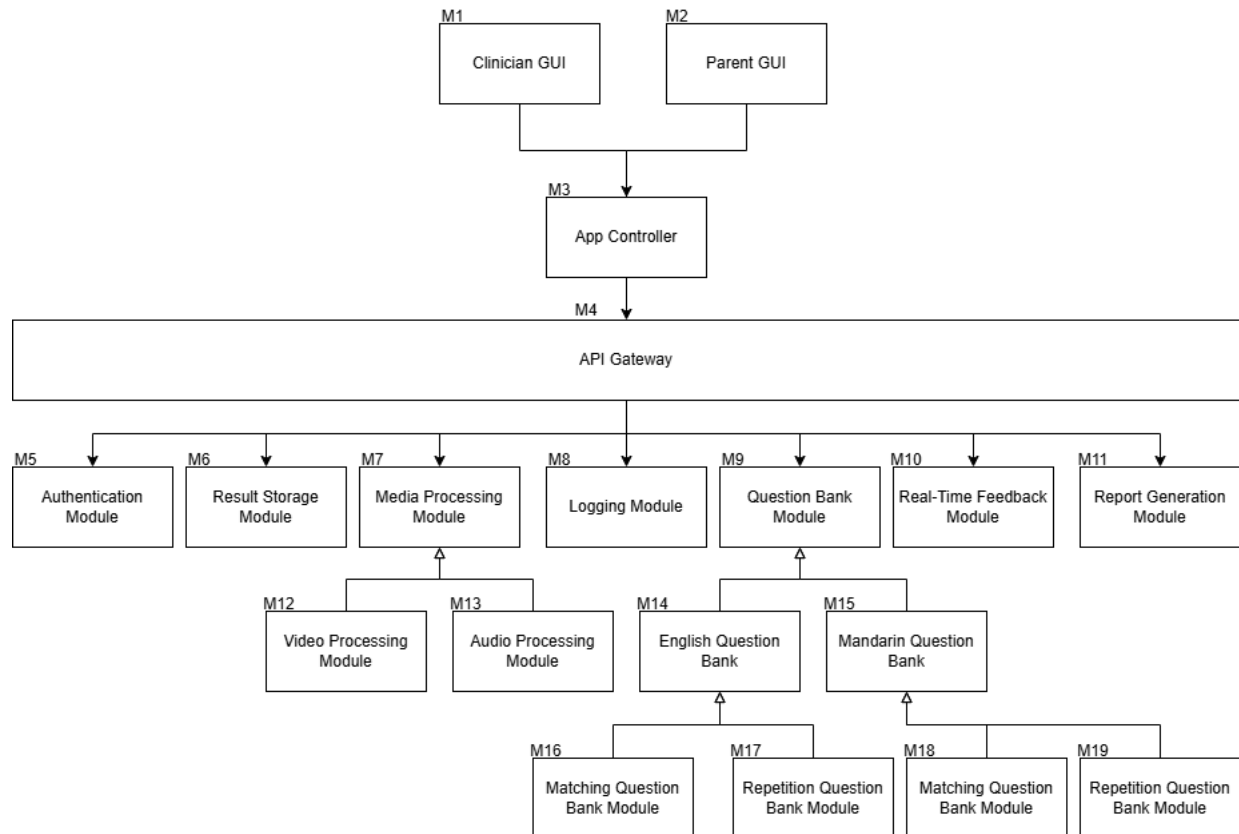 M1
M2
Clinician GUI
Parent GUI
M3
App Controller
M4
API Gateway
M5
M6
M7
M8
M9
M10
M11
Authentication
Module
Result Storage
Module
Media Processing
Module
Logging Module
Question Bank
Module
Real-Time Feedback
Module
Report Generation
Module
M12
M13
M14
M15
Video Processing
Module
Audio Processing
Module
English Question
Bank
Mandarin Question
Bank
M16
M17
M18
M19
Matching Question
Bank Module
Repetition Question
Bank Module
Matching Question
Bank Module
Repetition Question
Bank Module